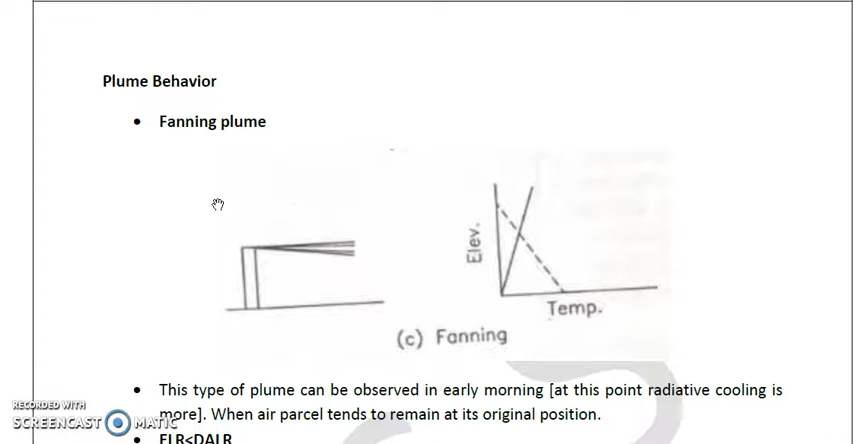 Plume Behavior
• Fanning plume
Elev.
Temp.
(c) Fanning
• This type of plume can be observed in early morning [at this point radiative cooling is
more]. When air parcel tends to remain at its original position.
RECORDED WITH
SCREENCAST MATIC
• ELR<DALR